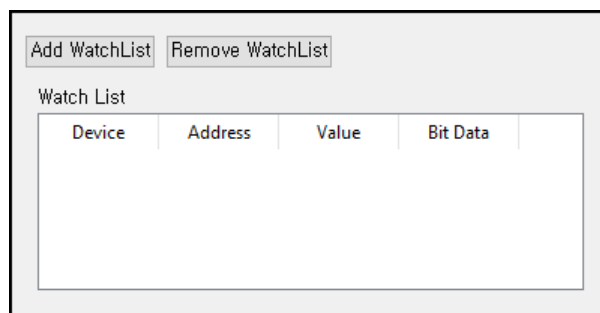 Add WatchList Remove WatchList
Watch List
Device Address Value Bit Data